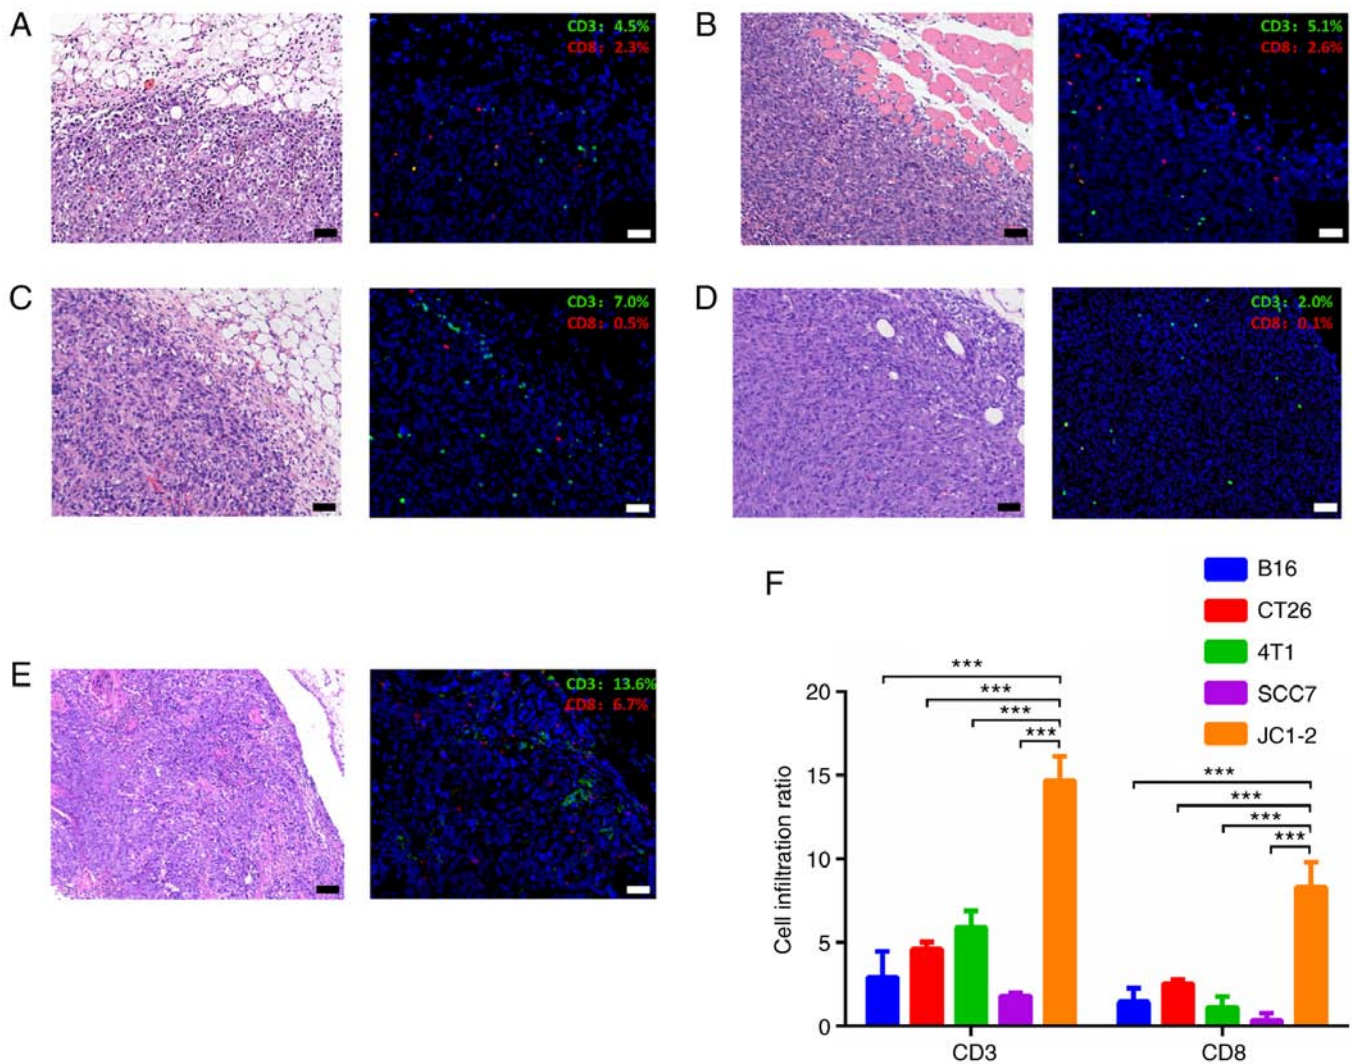 A
CD3: 4.5%
CD8: 2.3%
B
CD3: 5.1%
CD8: 2.6%
C
CD3: 7.0%
CD8: 0.5%
D
CD3: 2.0%
CD8: 0.1%
E
CD3: 13.6%
CD8: 6.7%
F
B16
CT26
4T1
SCC7
JC1-2
Cell infiltration ratio
20
15
10
5
0
***
***
***
***
***
***
***
***
CD3
CD8